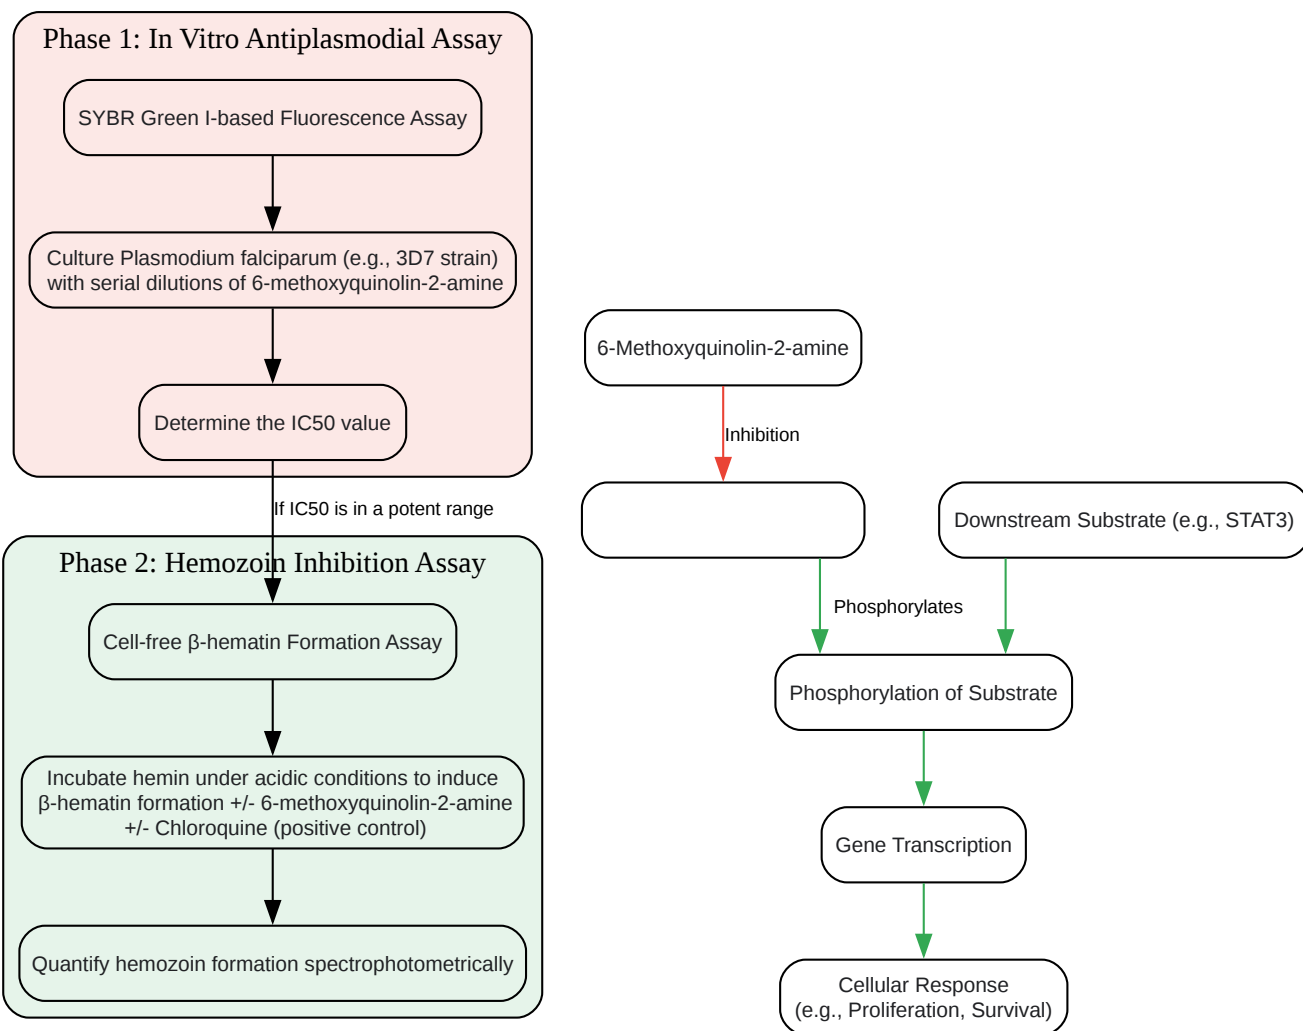 Phase 1: In Vitro Antiplasmodial Assay
SYBR Green I-based Fluorescence Assay
Culture Plasmodium falciparum (e.g., 3D7 strain)
with serial dilutions of 6-methoxyquinolin-2-amine
Determine the IC50 value
If IC50 is in a potent range
Phase 2: Hemozoin Inhibition Assay
Cell-free β-hematin Formation Assay
Incubate hemin under acidic conditions to induce
β-hematin formation +/- 6-methoxyquinolin-2-amine
+/- Chloroquine (positive control)
Quantify hemozoin formation spectrophotometrically
6-Methoxyquinolin-2-amine
Inhibition
Downstream Substrate (e.g., STAT3)
Phosphorylates
Phosphorylation of Substrate
Gene Transcription
Cellular Response
(e.g., Proliferation, Survival)